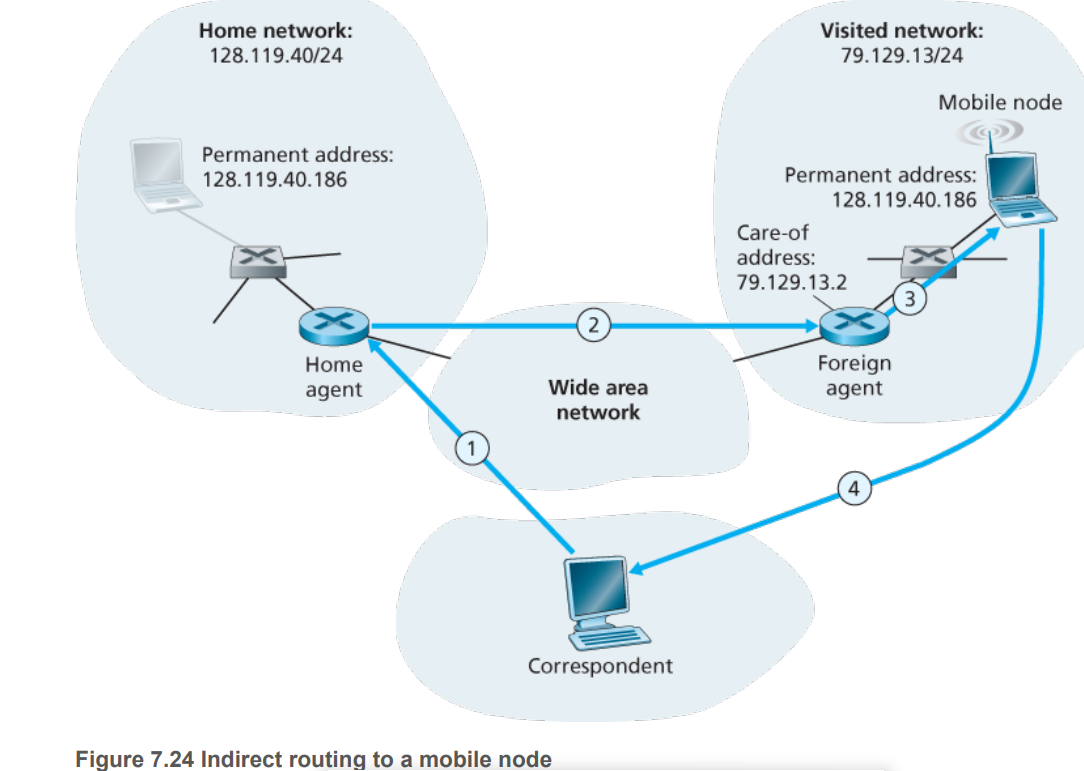 Home network:
128.119.40/24
Visited network:
79.129.13/24
Mobile node
Permanent address:
128.119.40.186
Permanent address:
128.119.40.186
Care-of
address:
79.129.13.2
3
2
Home
agent
Foreign
agent
Wide area
network
1
4
Correspondent
Figure 7.24 Indirect routing to a mobile node